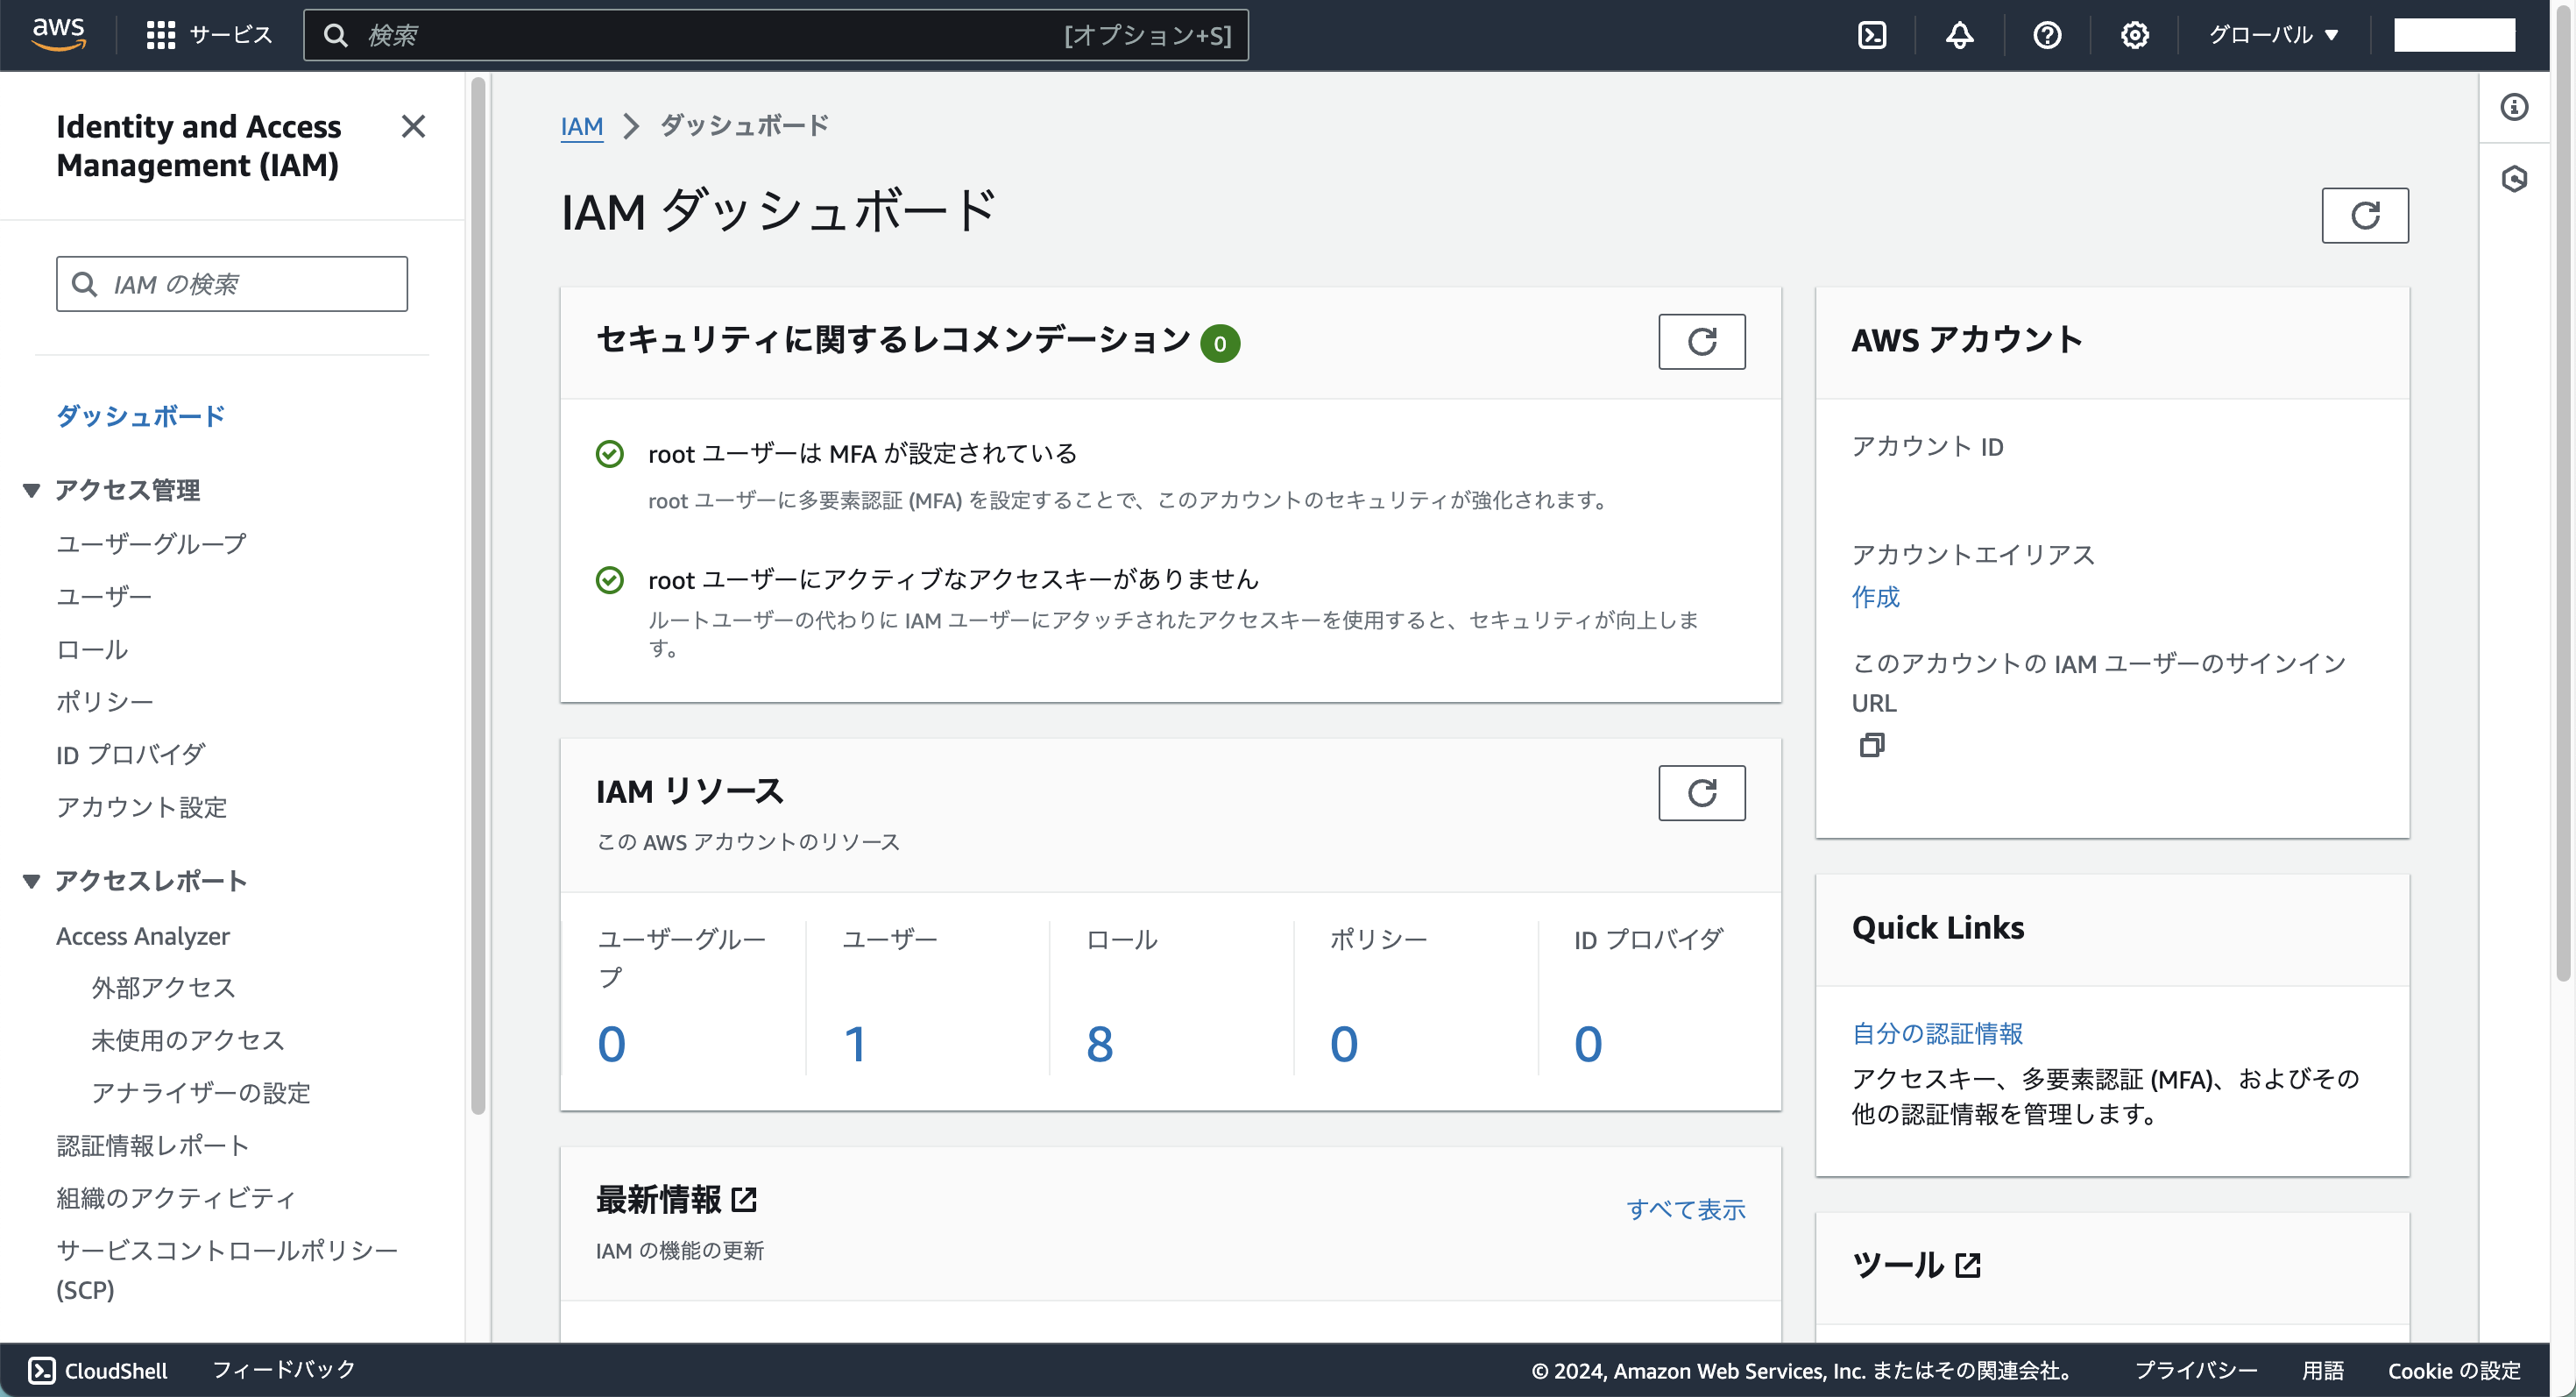 aws
サービス
検索
[オプション+S]
グローバル
Identity and Access
Management (IAM)
IAM の検索
ダッシュボード
アクセス管理
ユーザーグループ
ユーザー
ロール
ポリシー
ID プロバイダ
アカウント設定
アクセスレポート
Access Analyzer
外部アクセス
未使用のアクセス
アナライザーの設定
認証情報レポート
組織のアクティビティ
サービスコントロールポリシー
(SCP)
IAM
ダッシュボード
IAM ダッシュボード
セキュリティに関するレコメンデーション 0
root ユーザーは MFA が設定されている
root ユーザーに多要素認証 (MFA) を設定することで、このアカウントのセキュリティが強化されます。
root ユーザーにアクティブなアクセスキーがありません
ルートユーザーの代わりに IAM ユーザーにアタッチされたアクセスキーを使用すると、セキュリティが向上しま
す。
IAM リソース
この AWS アカウントのリソース
ユーザーグルー
プ
0
ユーザー
1
ロール
8
ポリシー
0
ID プロバイダ
0
最新情報
すべて表示
IAM の機能の更新
AWS アカウント
アカウント ID
アカウントエイリアス
作成
このアカウントの IAM ユーザーのサインイン
URL
Quick Links
自分の認証情報
アクセスキー、多要素認証 (MFA)、およびその
他の認証情報を管理します。
ツール
CloudShell
フィードバック
© 2024, Amazon Web Services, Inc. またはその関連会社。
プライバシー
用語
Cookie の設定